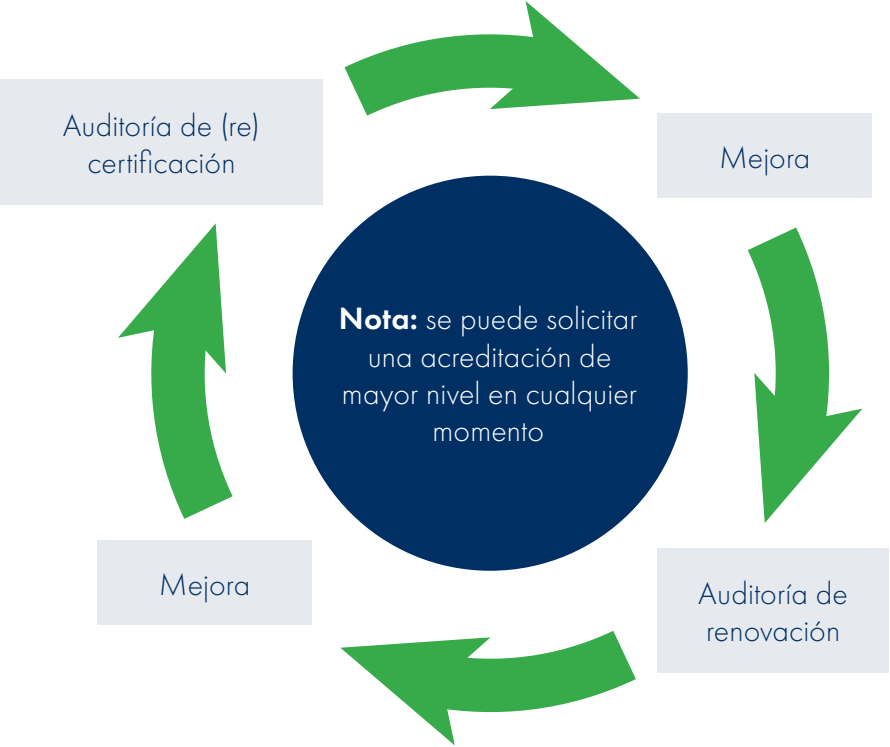 Auditoría de (re)
certificación
Mejora
Nota: se puede solicitar
una acreditación de
mayor nivel en cualquier
momento
Mejora
Auditoría de
renovación